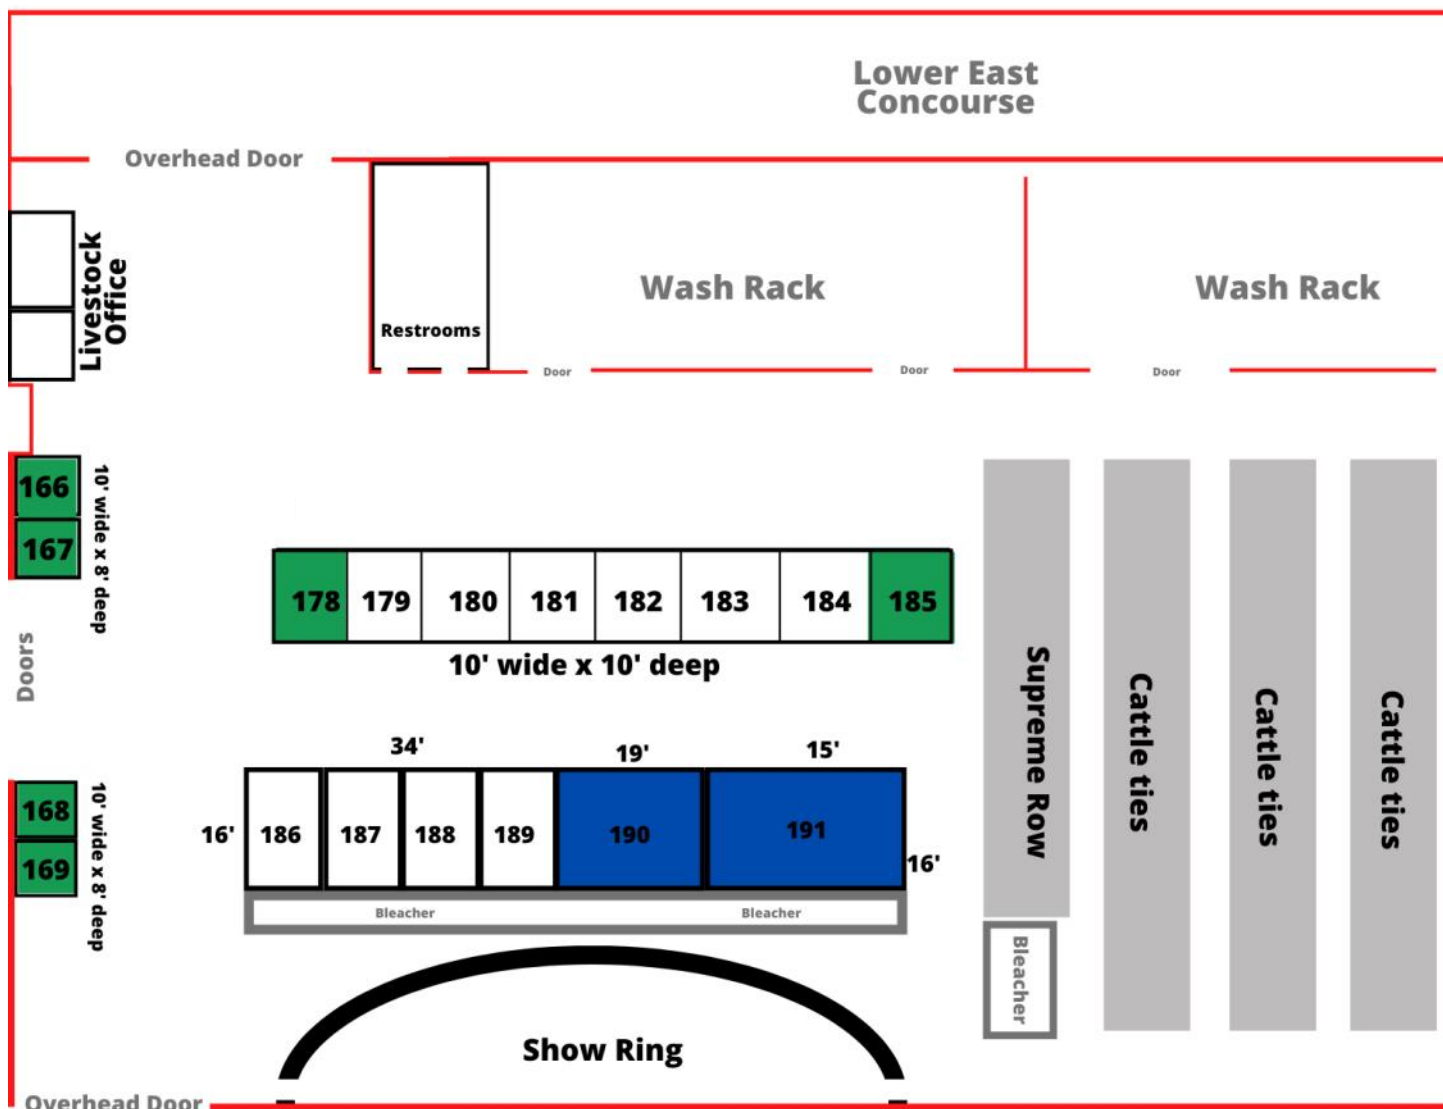 Lower East
Concourse
Overhead Door
Livestock
Office
Restrooms
Wash Rack
Wash Rack
Door
Door
Door
166
167
10' wide x 8' deep
178
179
180
181
182
183
184
185
10' wide x 10' deep
Doors
34'
19'
15'
168
169
10' wide x 8' deep
16'
186
187
188
189
190
191
16'
Bleacher
Bleacher
Supreme Row
Cattle ties
Cattle ties
Cattle ties
Bleacher
Show Ring
Overhead Door